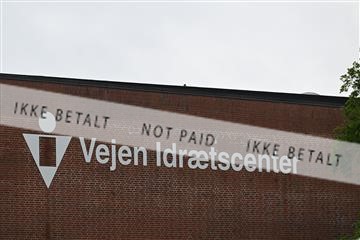 IKKE BETALT NOT PAID IKKE BETALT
Vejen Idrætscenter